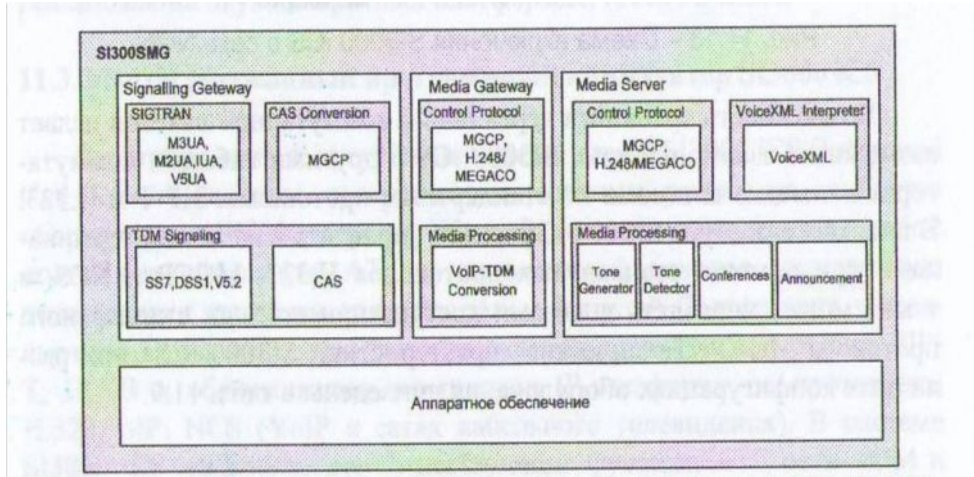 SI300SMG
Signalling Geteway
SIGTRAN
M3UA,
M2UA,IUA,
V5UA
CAS Conversion
MGCP
TDM Signaling
SS7,DSS1,V5.2
CAS
Media Gateway
Control Protocol
MGCP,
H.248/
MEGACO
Media Processing
VoIP-TDM
Conversion
Media Server
Control Protocol
MGCP,
H.248/MEGACO
VoiceXML Interpreter
VoiceXML
Media Processing
Tone
Generator
Tone
Detector
Conferences
Announcement
Аппаратное обеспечение